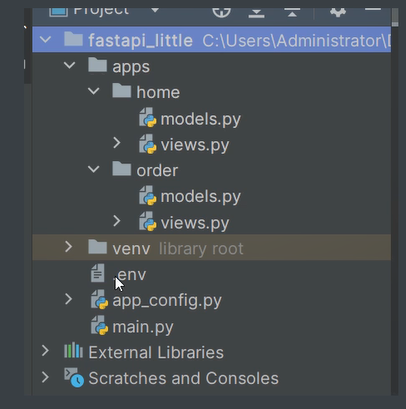 Project
fastapi_little C:\Users\Administrator\
apps
home
models.py
views.py
order
models.py
views.py
venv library root
.env
app_config.py
main.py
External Libraries
Scratches and Consoles